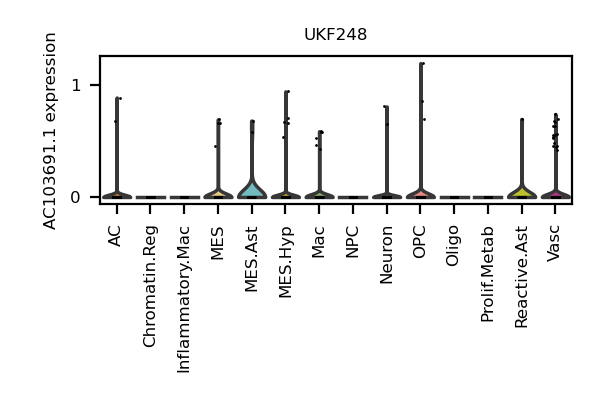 UKF248
AC103691.1 expression
1
0
AC
Chromatin.Reg
Inflammatory.Mac
MES
MES.Ast
MES.Hyp
Mac
NPC
Neuron
OPC
Oligo
Prolif.Metab
Reactive.Ast
Vasc